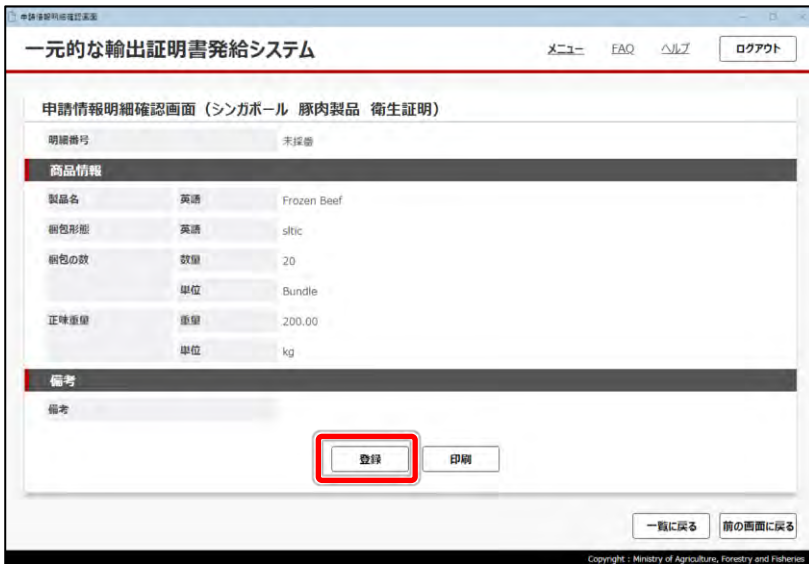 申請情報明細確認画面
一元的な輸出証明書発給システム
メニュー FAQ ヘルプ ログアウト
申請情報明細確認画面（シンガポール 豚肉製品 衛生証明）
明細番号 未採番
商品情報
製品名 英語 Frozen Beef
梱包形態 英語 sltic
梱包の数 数量 20
単位 Bundle
正味重量 重量 200.00
単位 kg
備考
備考
登録 印刷
一覧に戻る 前の画面に戻る
Copyright : Ministry of Agriculture, Forestry and Fisheries